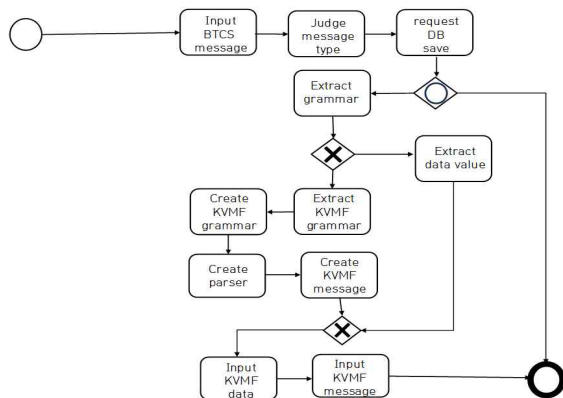 Input
BTCS
message
Judge
message
type
request
DB
save
Extract
grammar
Extract
data value
Create
KVMF
grammar
Extract
KVMF
grammar
Create
parser
Create
KVMF
message
Input
KVMF
data
Input
KVMF
message